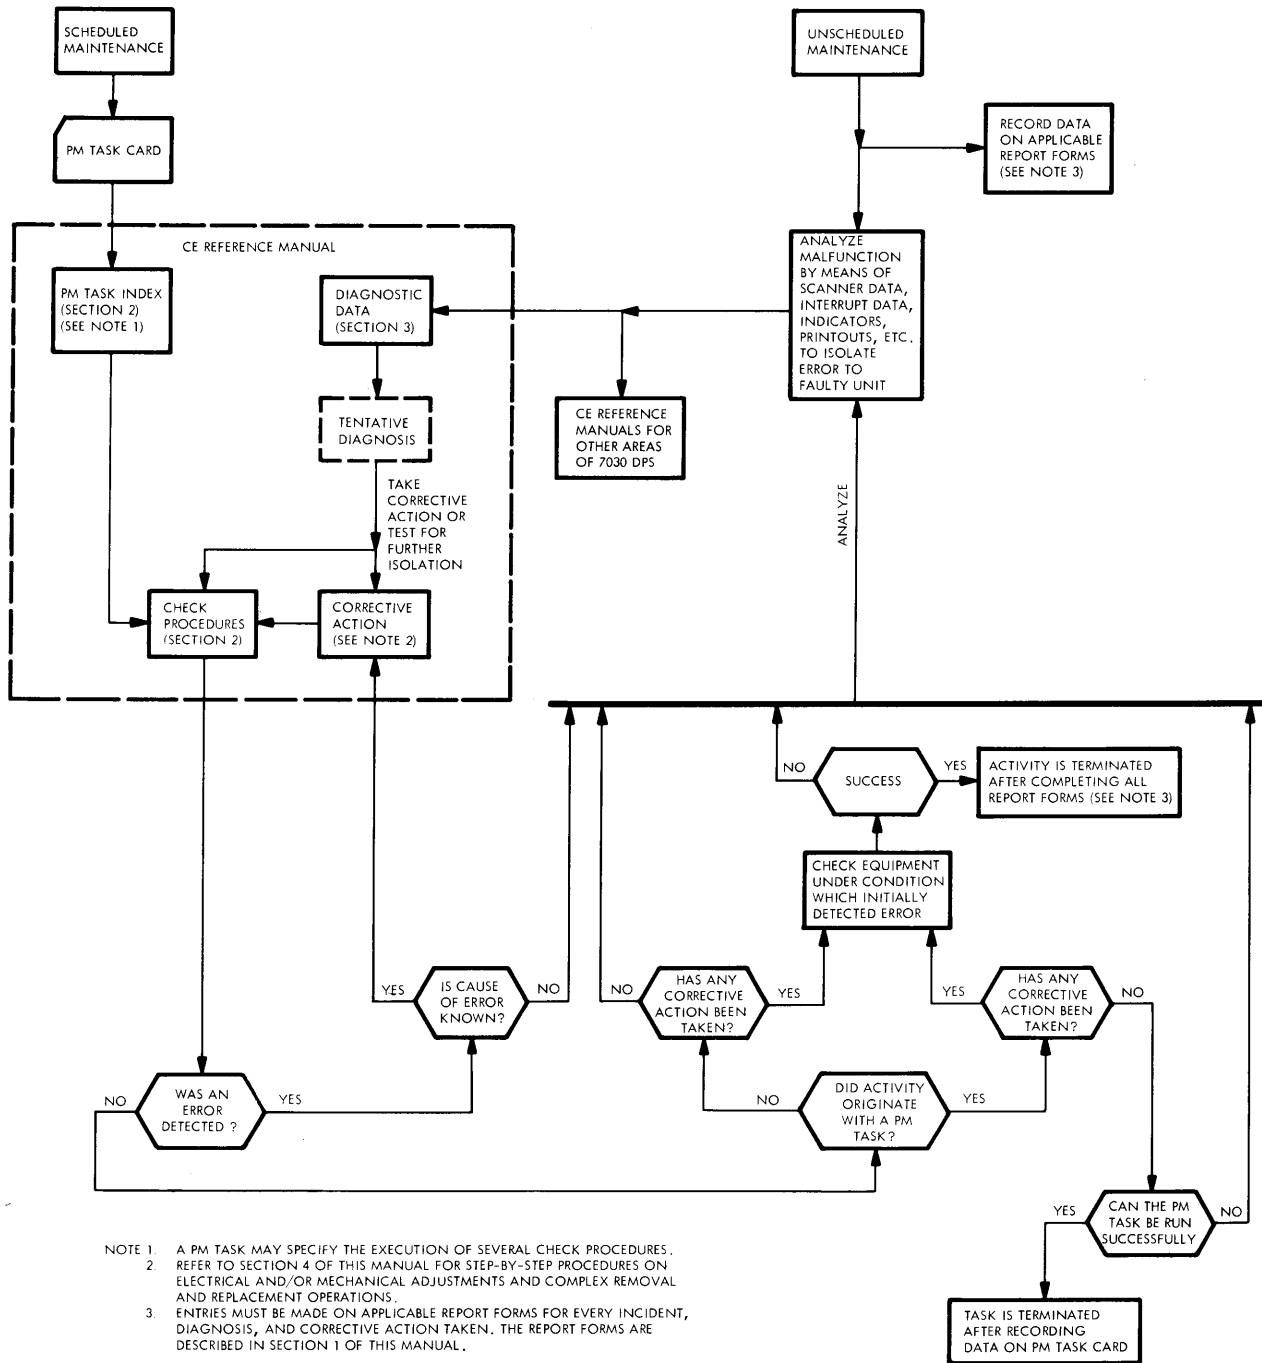 SCHEDULED
MAINTENANCE
PM TASK CARD
UNSCHEDULED
MAINTENANCE
RECORD DATA
ON APPLICABLE
REPORT FORMS
(SEE NOTE 3)
CE REFERENCE MANUAL
PM TASK INDEX
(SECTION 2)
(SEE NOTE 1)
DIAGNOSTIC
DATA
(SECTION 3)
ANALYZE
MALFUNCTION
BY MEANS OF
SCANNER DATA,
INTERRUPT DATA,
INDICATORS,
PRINTOUTS, ETC.
TO ISOLATE
ERROR TO
FAULTY UNIT
TENTATIVE
DIAGNOSIS
CE REFERENCE
MANUALS FOR
OTHER AREAS
OF 7030 DPS
TAKE
CORRECTIVE
ACTION OR
TEST FOR
FURTHER
ISOLATION
ANALYZE
CHECK
PROCEDURES
(SECTION 2)
CORRECTIVE
ACTION
(SEE NOTE 2)
NO
SUCCESS
YES
ACTIVITY IS TERMINATED
AFTER COMPLETING ALL
REPORT FORMS (SEE NOTE 3)
CHECK EQUIPMENT
UNDER CONDITION
WHICH INITIALLY
DETECTED ERROR
YES
IS CAUSE
OF ERROR
KNOWN?
NO
NO
HAS ANY
CORRECTIVE
ACTION BEEN
TAKEN?
YES
YES
HAS ANY
CORRECTIVE
ACTION BEEN
TAKEN?
NO
NO
WAS AN
ERROR
DETECTED ?
YES
NO
DID ACTIVITY
ORIGINATE
WITH A PM
TASK?
YES
YES
CAN THE PM
TASK BE RUN
SUCCESSFULLY
NO
TASK IS TERMINATED
AFTER RECORDING
DATA ON PM TASK CARD
NOTE 1. A PM TASK MAY SPECIFY THE EXECUTION OF SEVERAL CHECK PROCEDURES.
2. REFER TO SECTION 4 OF THIS MANUAL FOR STEP-BY-STEP PROCEDURES ON
ELECTRICAL AND/OR MECHANICAL ADJUSTMENTS AND COMPLEX REMOVAL
AND REPLACEMENT OPERATIONS.
3. ENTRIES MUST BE MADE ON APPLICABLE REPORT FORMS FOR EVERY INCIDENT,
DIAGNOSIS, AND CORRECTIVE ACTION TAKEN. THE REPORT FORMS ARE
DESCRIBED IN SECTION 1 OF THIS MANUAL.